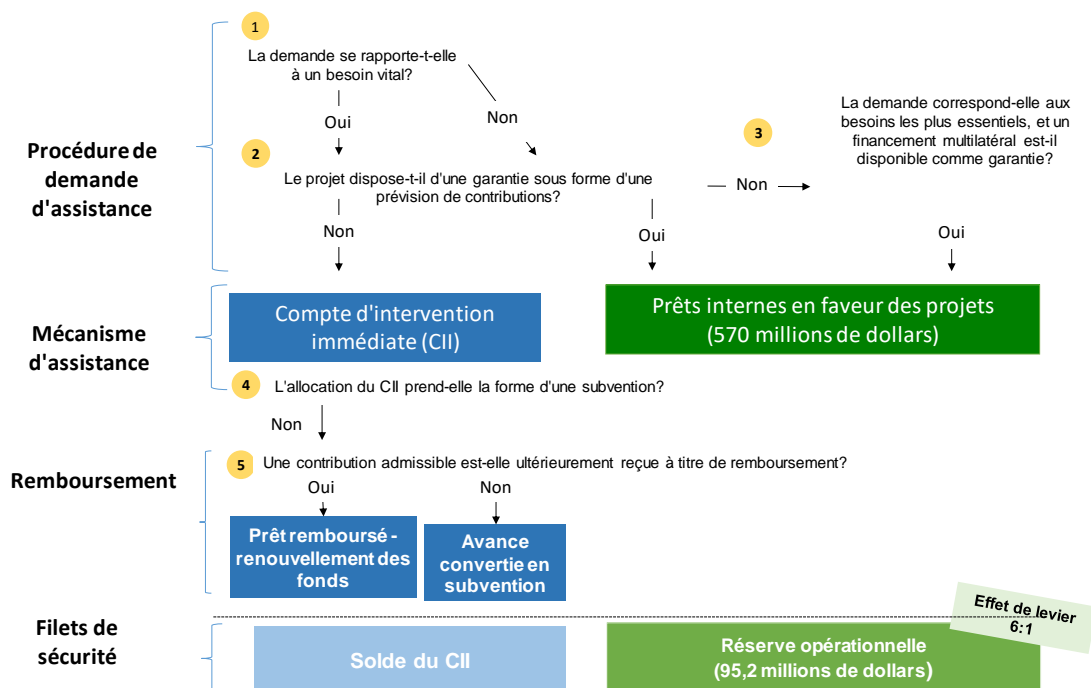 1
La demande se rapporte-t-elle
à un besoin vital?
Oui
Non
Procédure de
demande
d'assistance
2
Le projet dispose-t-il d'une garantie sous forme d'une
prévision de contributions?
Non
Oui
Non
3
La demande correspond-elle aux
besoins les plus essentiels, et un
financement multilatéral est-il
disponible comme garantie?
Oui
Mécanisme
d'assistance
Compte d'intervention
immédiate (CII)
Prêts internes en faveur des projets
(570 millions de dollars)
4
L'allocation du CII prend-elle la forme d'une subvention?
Non
Remboursement
5
Une contribution admissible est-elle ultérieurement reçue à titre de remboursement?
Oui
Non
Prêt remboursé -
renouvellement des
fonds
Avance
convertie en
subvention
Filets de
sécurité
Solde du CII
Réserve opérationnelle
(95,2 millions de dollars)
Effet de levier
6:1